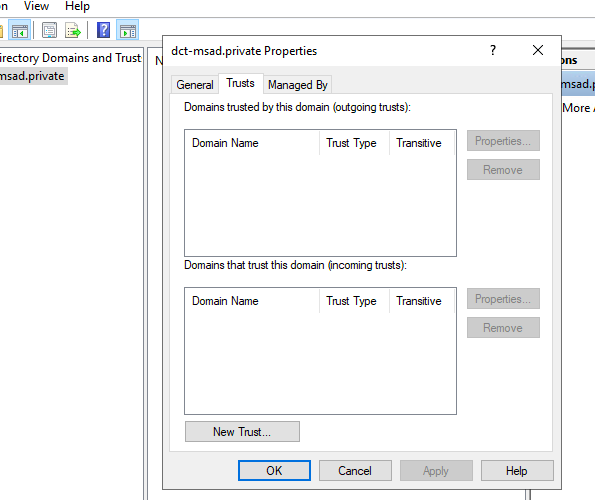 on View Help
dct-msad.private Properties
irectory Domains and Trust
msad.private
ons
msad.p
More A
General Trusts Managed By
Domains trusted by this domain (outgoing trusts):
Domain Name Trust Type Transitive
Properties...
Remove
Domains that trust this domain (incoming trusts):
Domain Name Trust Type Transitive
Properties...
Remove
New Trust...
OK Cancel Apply Help